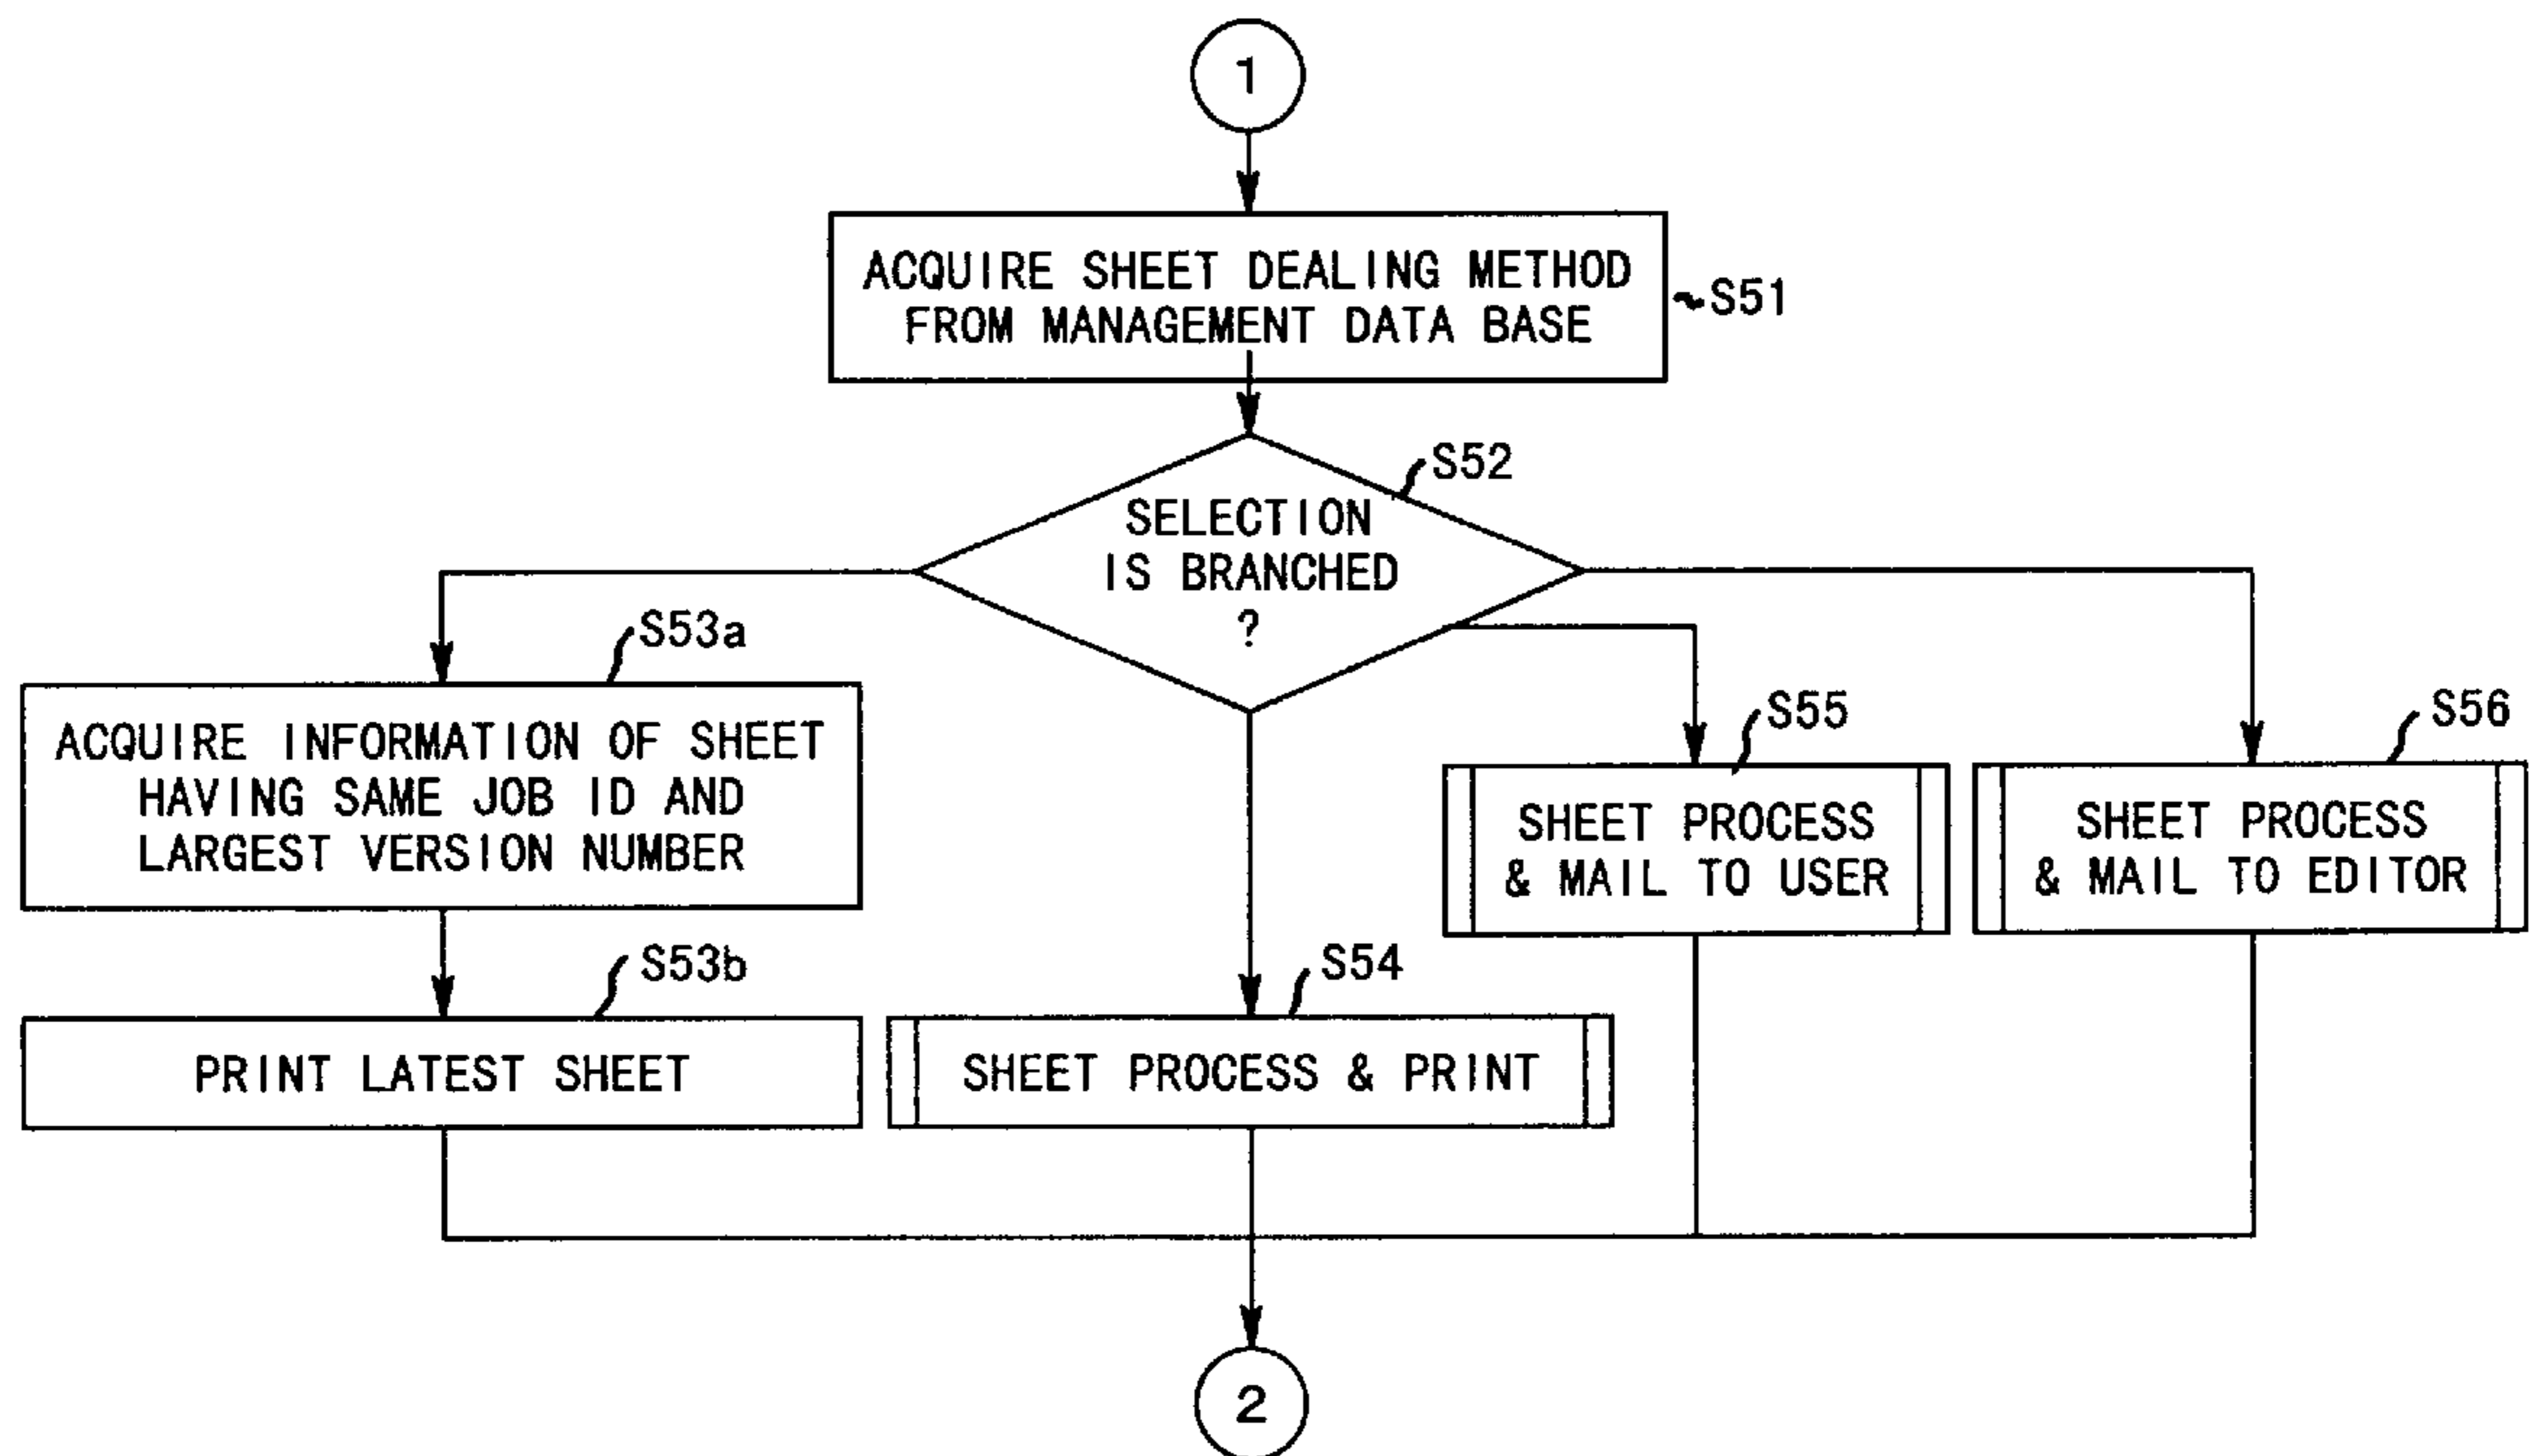 1
ACQUIRE SHEET DEALING METHOD
FROM MANAGEMENT DATA BASE
S51
S52
SELECTION
IS BRANCHED
?
S53a
ACQUIRE INFORMATION OF SHEET
HAVING SAME JOB ID AND
LARGEST VERSION NUMBER
S55
SHEET PROCESS
& MAIL TO USER
S56
SHEET PROCESS
& MAIL TO EDITOR
S53b
PRINT LATEST SHEET
S54
SHEET PROCESS & PRINT
2